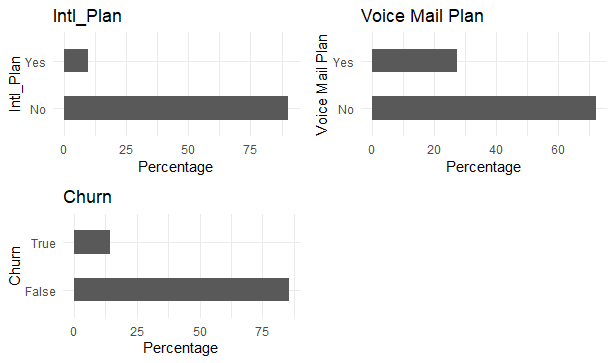 Intl_Plan
Intl_Plan
Yes
No
0 25 50 75
Percentage
Voice Mail Plan
Voice Mail Plan
Yes
No
0 20 40 60
Percentage
Churn
Churn
True
False
0 25 50 75
Percentage